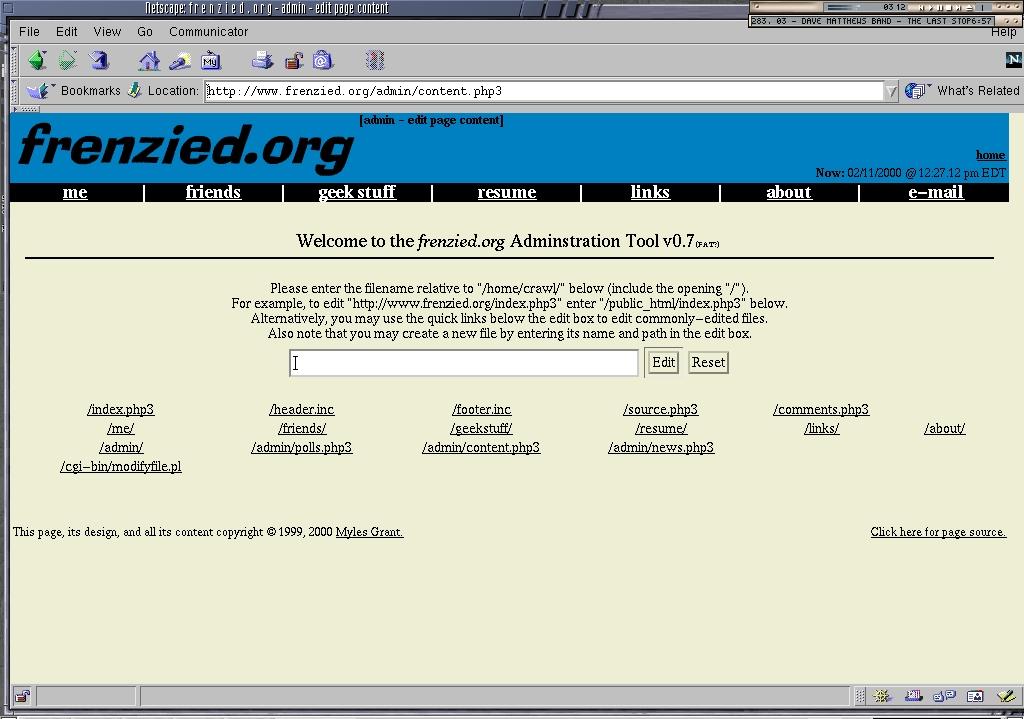 Netscape: f r e n z i e d . o r g - admin - edit page content
03 12
283. 03 - DAVE MATTHEWS BAND - THE LAST STOP 6:57
File Edit View Go Communicator Help
My
N
Bookmarks Location: http://www.frenzied.org/admin/content.php3 What's Related
[admin - edit page content]
frenzied.org
home
Now: 02/11/2000 @ 12:27.12 pm EDT
me | friends | geek stuff | resume | links | about | e-mail
Welcome to the frenzied.org Adminstration Tool v0.7 (FAT?)
Please enter the filename relative to "/home/crawl/" below (include the opening "/").
For example, to edit "http://www.frenzied.org/index.php3" enter "/public_html/index.php3" below.
Alternatively, you may use the quick links below the edit box to edit commonly-edited files.
Also note that you may create a new file by entering its name and path in the edit box.
Edit Reset
/index.php3 /header.inc /footer.inc /source.php3 /comments.php3
/me/ /friends/ /geekstuff/ /resume/ /links/ /about/
/admin/ /admin/polls.php3 /admin/content.php3 /admin/news.php3
/cgi-bin/modifyfile.pl
This page, its design, and all its content copyright © 1999, 2000 Myles Grant. Click here for page source.